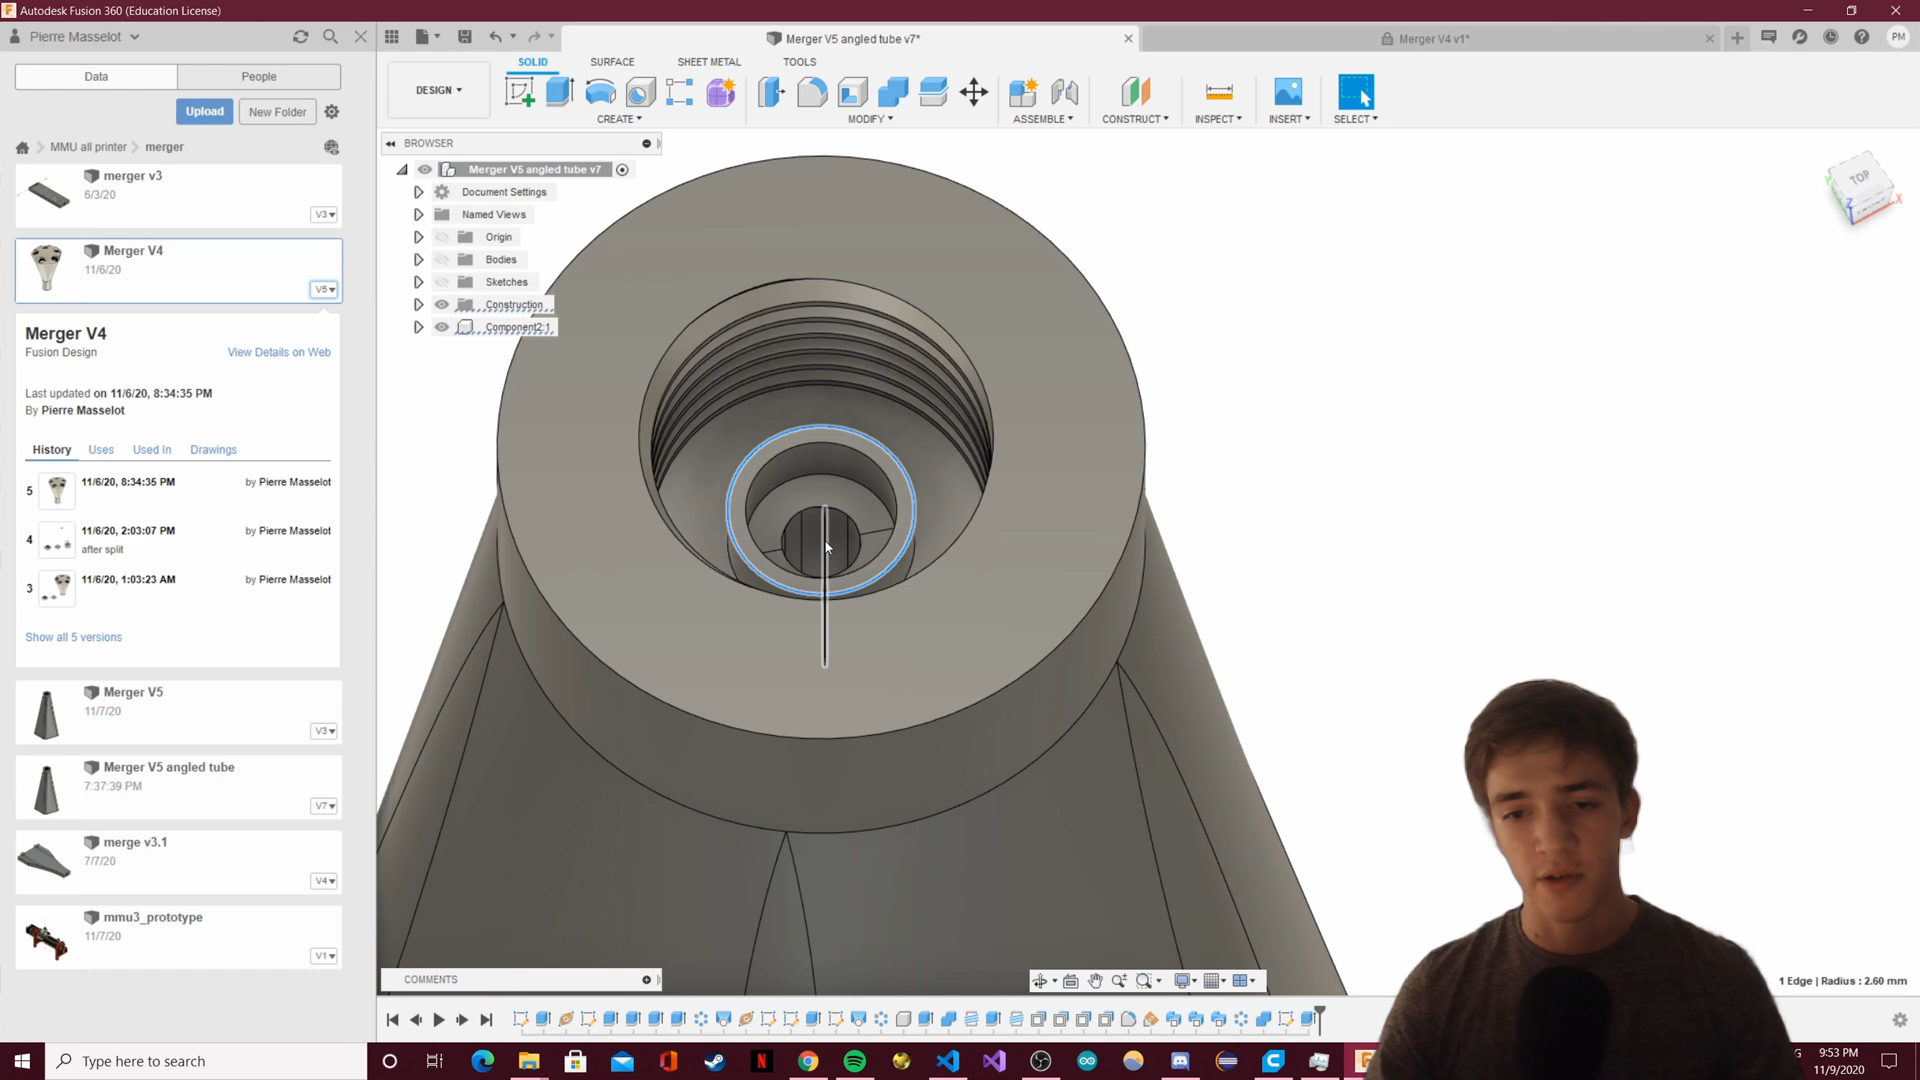 Autodesk Fusion 360 (Education License)
Pierre Masselot
Merger V5 angled tube v7*
Merger V4 v1*
PM
Data
People
Upload
New Folder
MMU all printer
merger
merger v3
6/3/20
V3
Merger V4
11/6/20
V5
Merger V4
Fusion Design
View Details on Web
Last updated on 11/6/20, 8:34:35 PM
By Pierre Masselot
History
Uses
Used In
Drawings
5
11/6/20, 8:34:35 PM
by Pierre Masselot
4
11/6/20, 2:03:07 PM
by Pierre Masselot
after split
3
11/6/20, 1:03:23 AM
by Pierre Masselot
Show all 5 versions
Merger V5
11/7/20
V3
Merger V5 angled tube
7:37:39 PM
V7
merge v3.1
7/7/20
V4
mmu3_prototype
11/7/20
V1
DESIGN
SOLID
SURFACE
SHEET METAL
TOOLS
CREATE
MODIFY
ASSEMBLE
CONSTRUCT
INSPECT
INSERT
SELECT
BROWSER
Merger V5 angled tube v7
Document Settings
Named Views
Origin
Bodies
Sketches
Construction
Component2:1
TOP
FRONT
X
Y
Z
COMMENTS
1 Edge | Radius : 2.60 mm
Type here to search
G
9:53 PM
11/9/2020